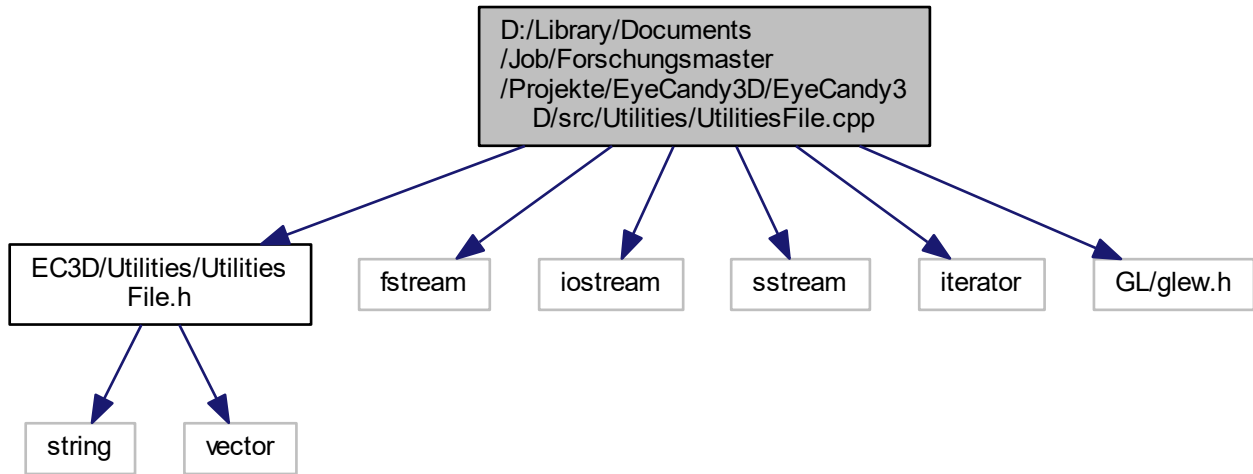 D:/Library/Documents
/Job/Forschungsmaster
/Projekte/EyeCandy3D/EyeCandy3
D/src/Utilities/UtilitiesFile.cpp
EC3D/Utilities/Utilities
File.h
fstream
iostream
sstream
iterator
GL/glew.h
string
vector